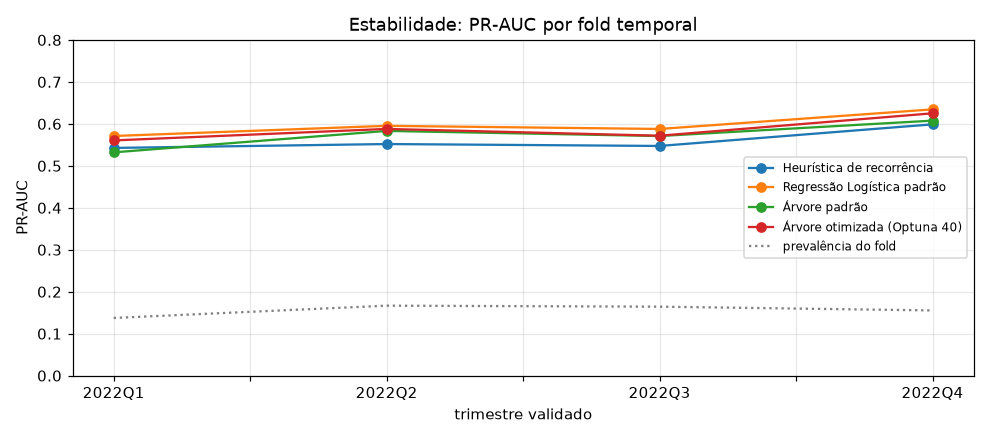 Estabilidade: PR-AUC por fold temporal
PR-AUC
0.8
0.7
0.6
0.5
0.4
0.3
0.2
0.1
0.0
Heurística de recorrência
Regressão Logística padrão
Árvore padrão
Árvore otimizada (Optuna 40)
prevalência do fold
2022Q1 2022Q2 2022Q3 2022Q4
trimestre validado